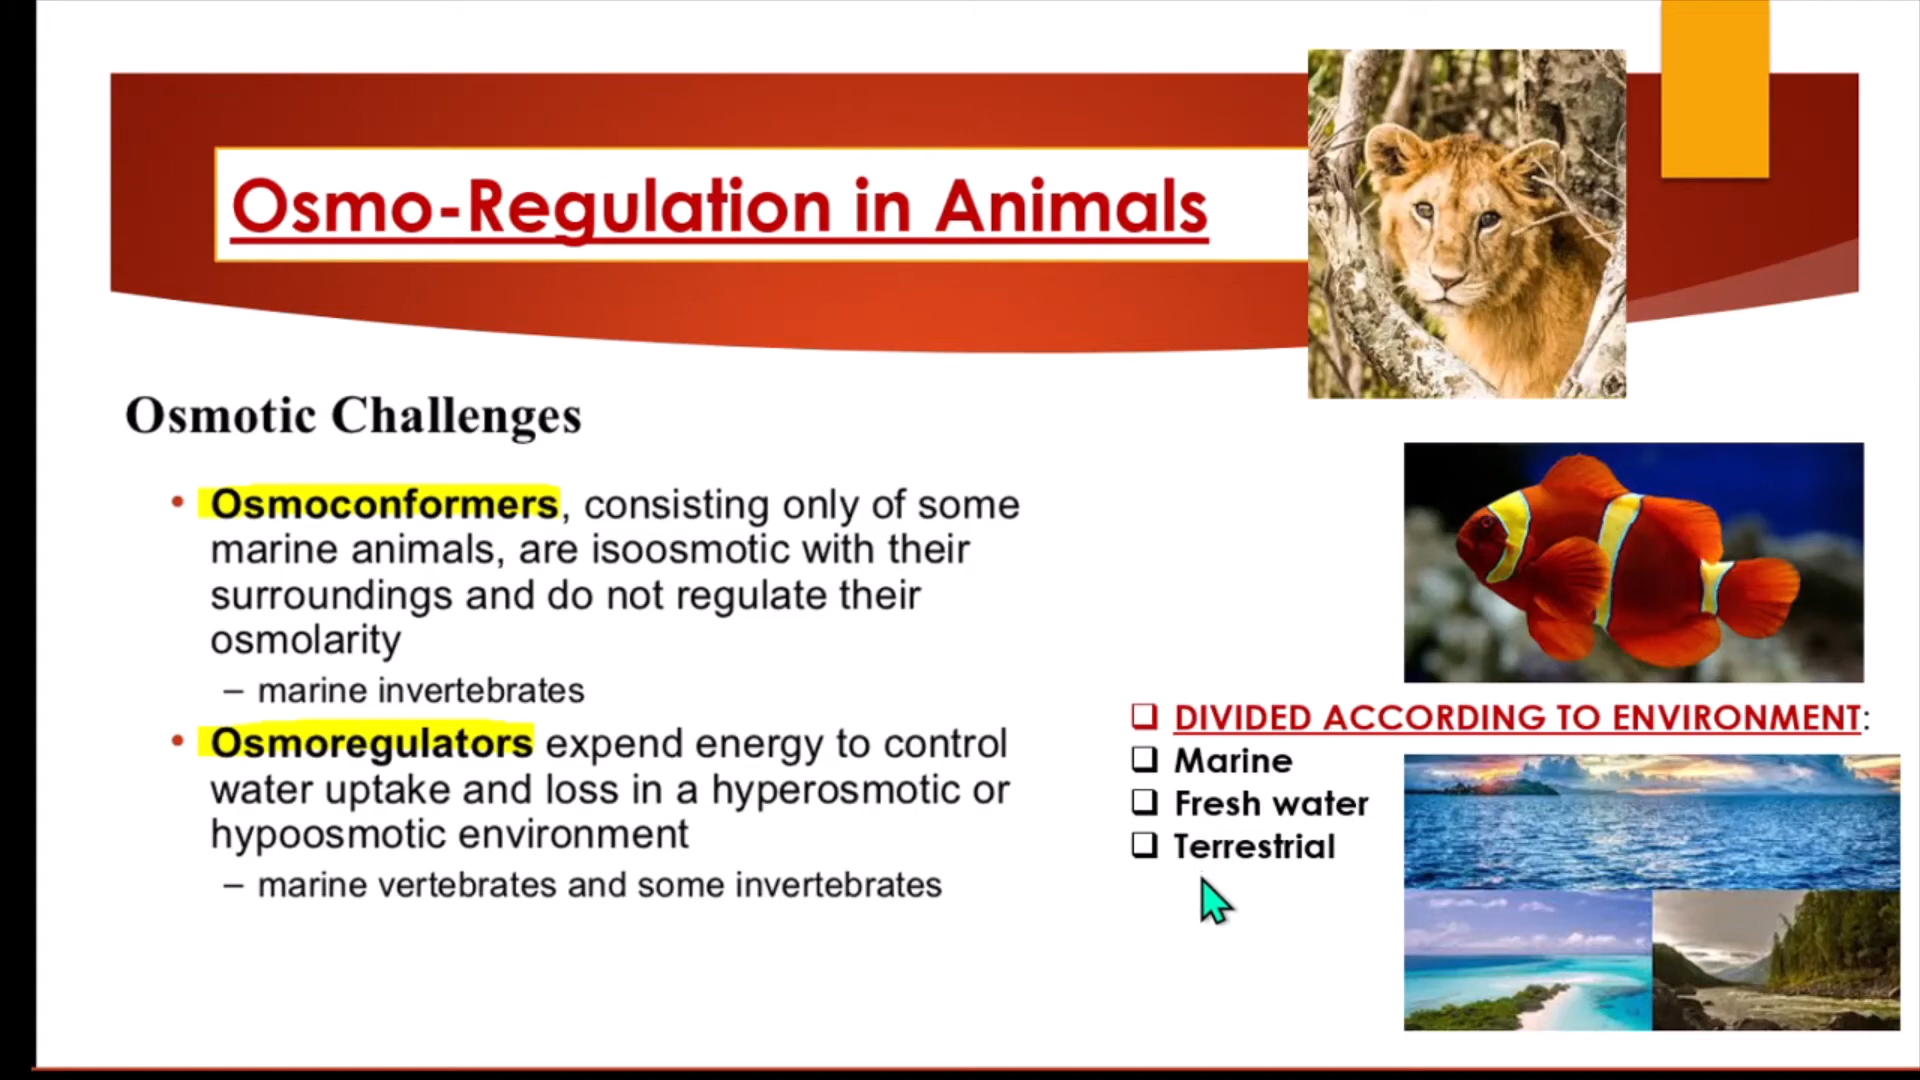 Osmo-Regulation in Animals
Osmotic Challenges
• Osmoconformers, consisting only of some
marine animals, are isoosmotic with their
surroundings and do not regulate their
osmolarity
– marine invertebrates
• Osmoregulators expend energy to control
water uptake and loss in a hyperosmotic or
hypoosmotic environment
– marine vertebrates and some invertebrates
❑ DIVIDED ACCORDING TO ENVIRONMENT:
❑ Marine
❑ Fresh water
❑ Terrestrial